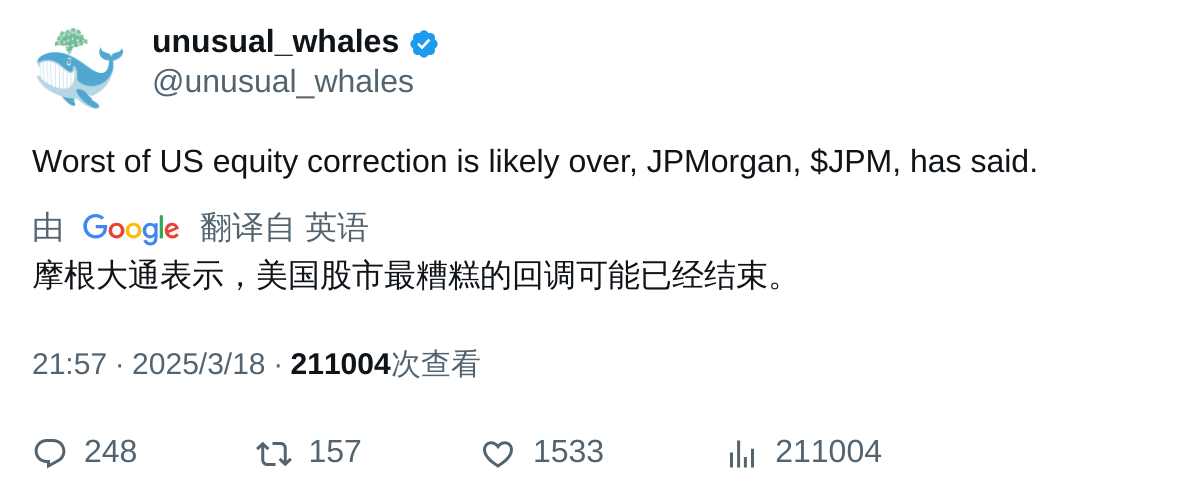 unusual_whales
@unusual_whales
Worst of US equity correction is likely over, JPMorgan, $JPM, has said.
由 Google 翻译自 英语
摩根大通表示，美国股市最糟糕的回调可能已经结束。
21:57 · 2025/3/18 · 211004次查看
248 157 1533 211004